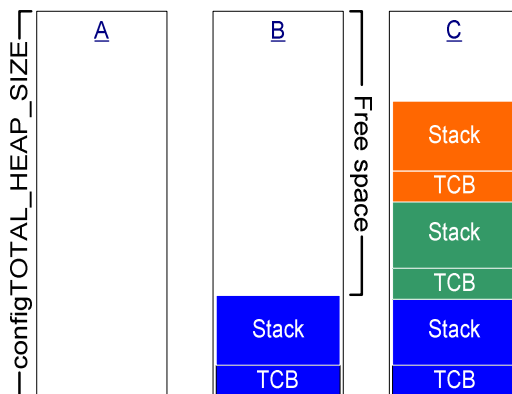 configTOTAL_HEAP_SIZE
A
B
Free space
Stack
TCB
C
Stack
TCB
Stack
TCB
Stack
TCB